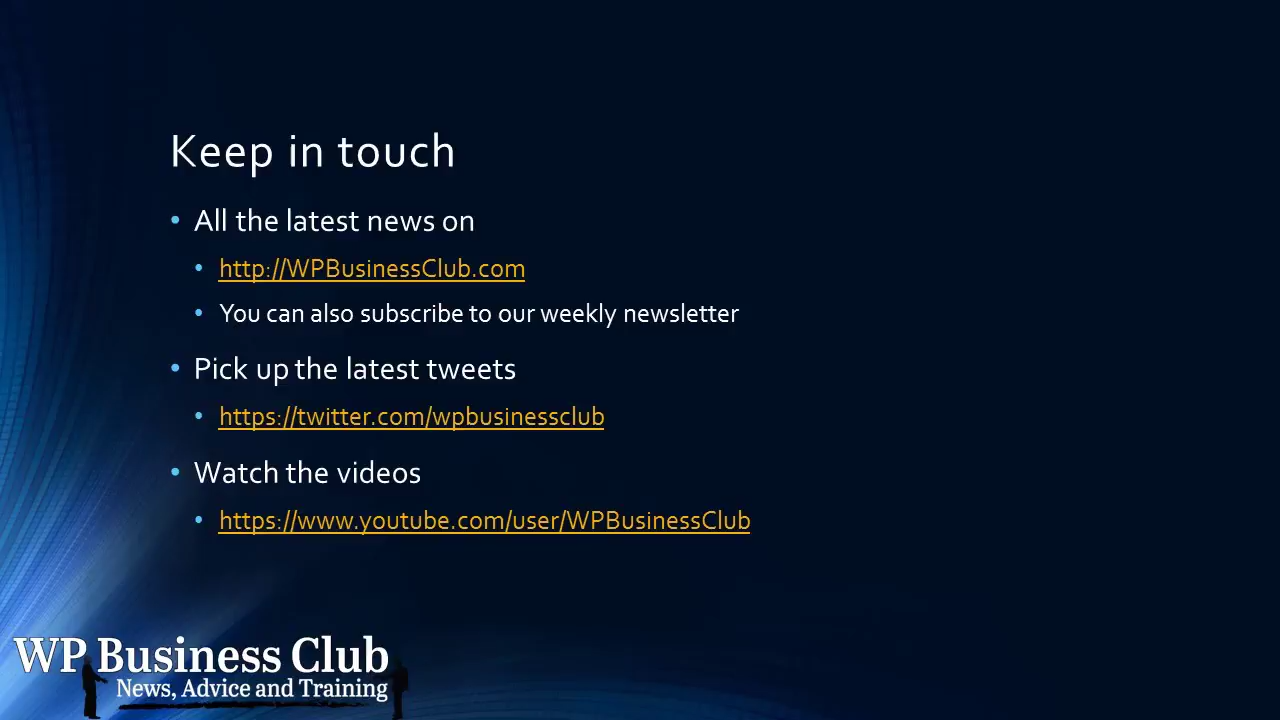 Keep in touch
• All the latest news on
• http://WPBusinessClub.com
• You can also subscribe to our weekly newsletter
• Pick up the latest tweets
• https://twitter.com/wpbusinessclub
• Watch the videos
• https://www.youtube.com/user/WPBusinessClub
WP Business Club
News, Advice and Training